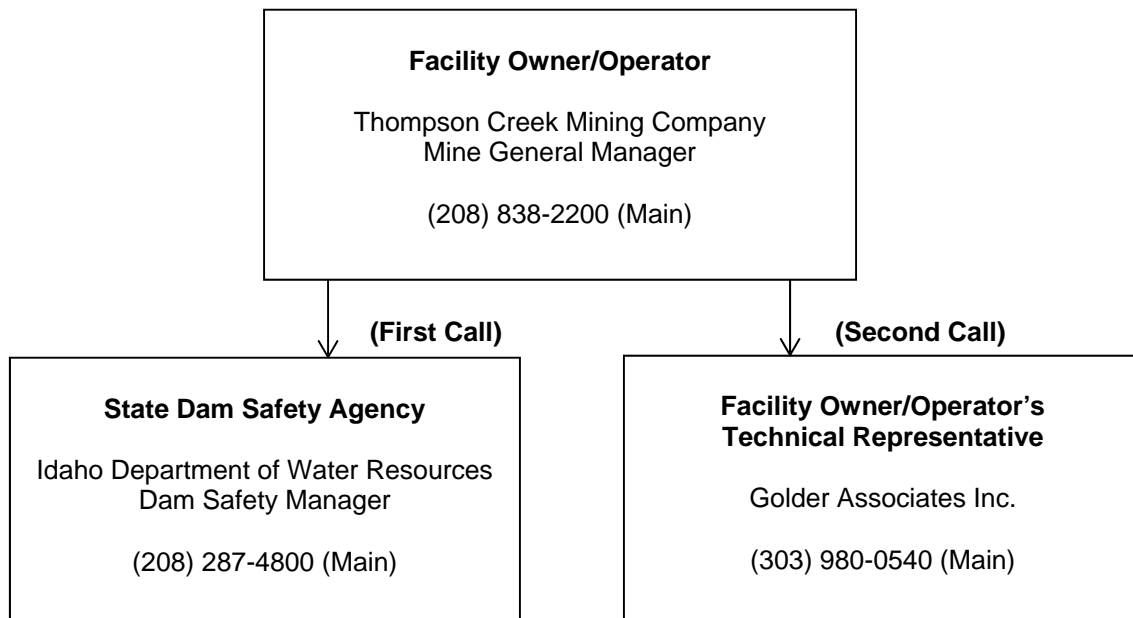 Facility Owner/Operator
Thompson Creek Mining Company
Mine General Manager
(208) 838-2200 (Main)
(First Call)
(Second Call)
State Dam Safety Agency
Idaho Department of Water Resources
Dam Safety Manager
(208) 287-4800 (Main)
Facility Owner/Operator’s
Technical Representative
Golder Associates Inc.
(303) 980-0540 (Main)